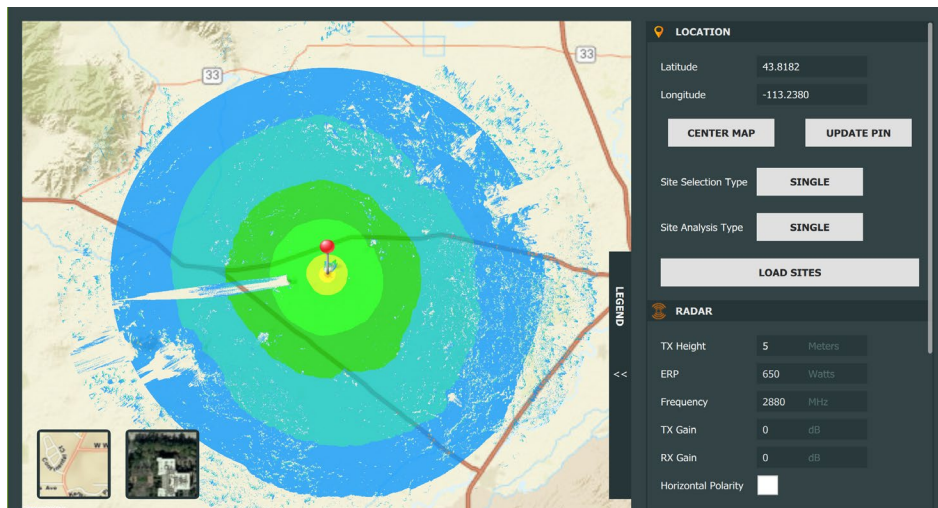 33
33
LEGEND
<<
LOCATION
Latitude 43.8182
Longitude -113.2380
CENTER MAP UPDATE PIN
Site Selection Type SINGLE
Site Analysis Type SINGLE
LOAD SITES
RADAR
TX Height 5 Meters
ERP 650 Watts
Frequency 2880 MHz
TX Gain 0 dB
RX Gain 0 dB
Horizontal Polarity